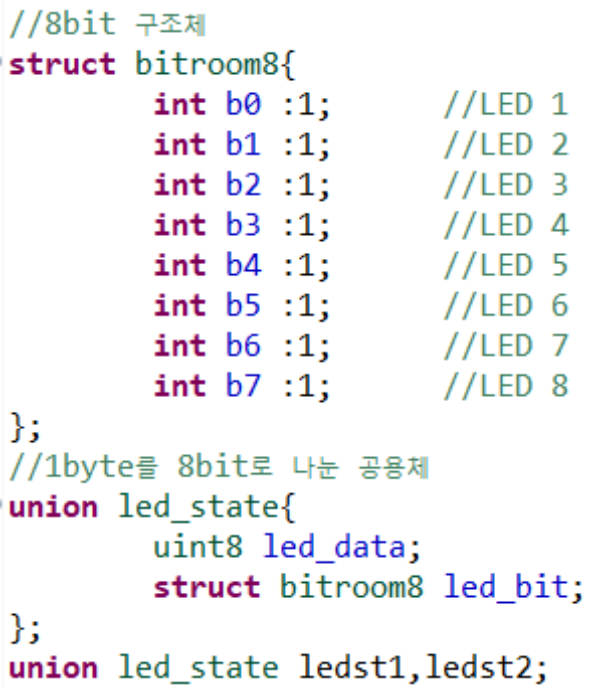 //8bit 구조체
struct bitroom8{
int b0 :1; //LED 1
int b1 :1; //LED 2
int b2 :1; //LED 3
int b3 :1; //LED 4
int b4 :1; //LED 5
int b5 :1; //LED 6
int b6 :1; //LED 7
int b7 :1; //LED 8
};
//1byte를 8bit로 나눈 공용체
union led_state{
uint8 led_data;
struct bitroom8 led_bit;
};
union led_state ledst1,ledst2;